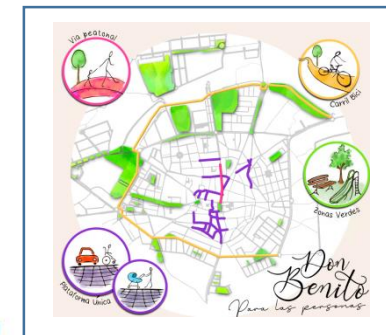 Vía peatonal
Carril Bici
Zonas Verdes
Plataforma Única
Don
Benito
Para las personas